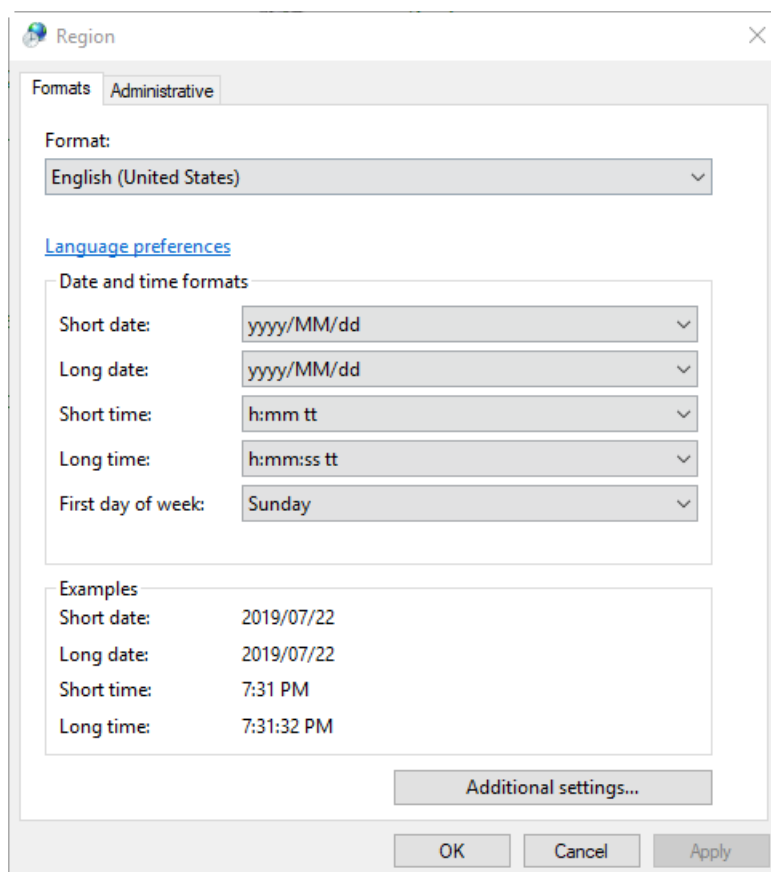 Region
Formats
Administrative
Format:
English (United States)
Language preferences
Date and time formats
Short date: yyyy/MM/dd
Long date: yyyy/MM/dd
Short time: h:mm tt
Long time: h:mm:ss tt
First day of week: Sunday
Examples
Short date: 2019/07/22
Long date: 2019/07/22
Short time: 7:31 PM
Long time: 7:31:32 PM
Additional settings...
OK Cancel Apply